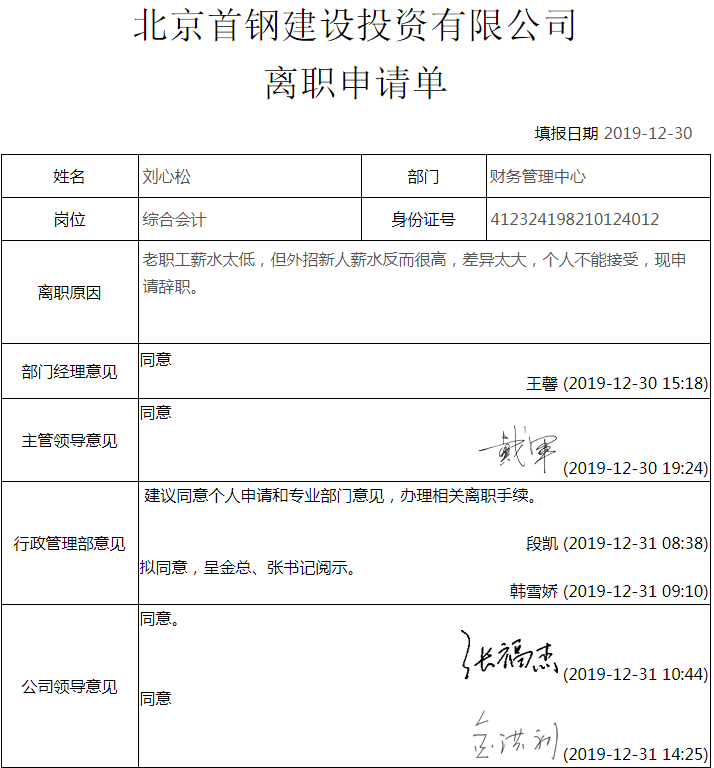 北京首钢建设投资有限公司
离职申请单
填报日期 2019-12-30
姓名 刘心松 部门 财务管理中心
岗位 综合会计 身份证号 412324198210124012
离职原因 老职工薪水太低，但外招新人薪水反而很高，差异太大，个人不能接受，现申
请辞职。
部门经理意见 同意
王馨 (2019-12-30 15:18)
主管领导意见 同意
戴军 (2019-12-30 19:24)
行政管理部意见 建议同意个人申请和专业部门意见，办理相关离职手续。
段凯 (2019-12-31 08:38)
拟同意，呈金总、张书记阅示。
韩雪娇 (2019-12-31 09:10)
公司领导意见 同意。
张福杰 (2019-12-31 10:44)
同意
金洪利 (2019-12-31 14:25)